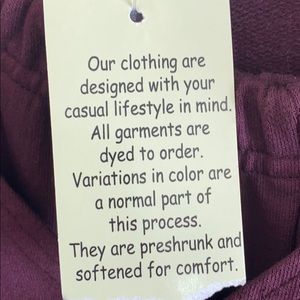 Our clothing are
designed with your
casual lifestyle in mind.
All garments are
dyed to order.
Variations in color are
a normal part of
this process.
They are preshrunk and
softened for comfort.